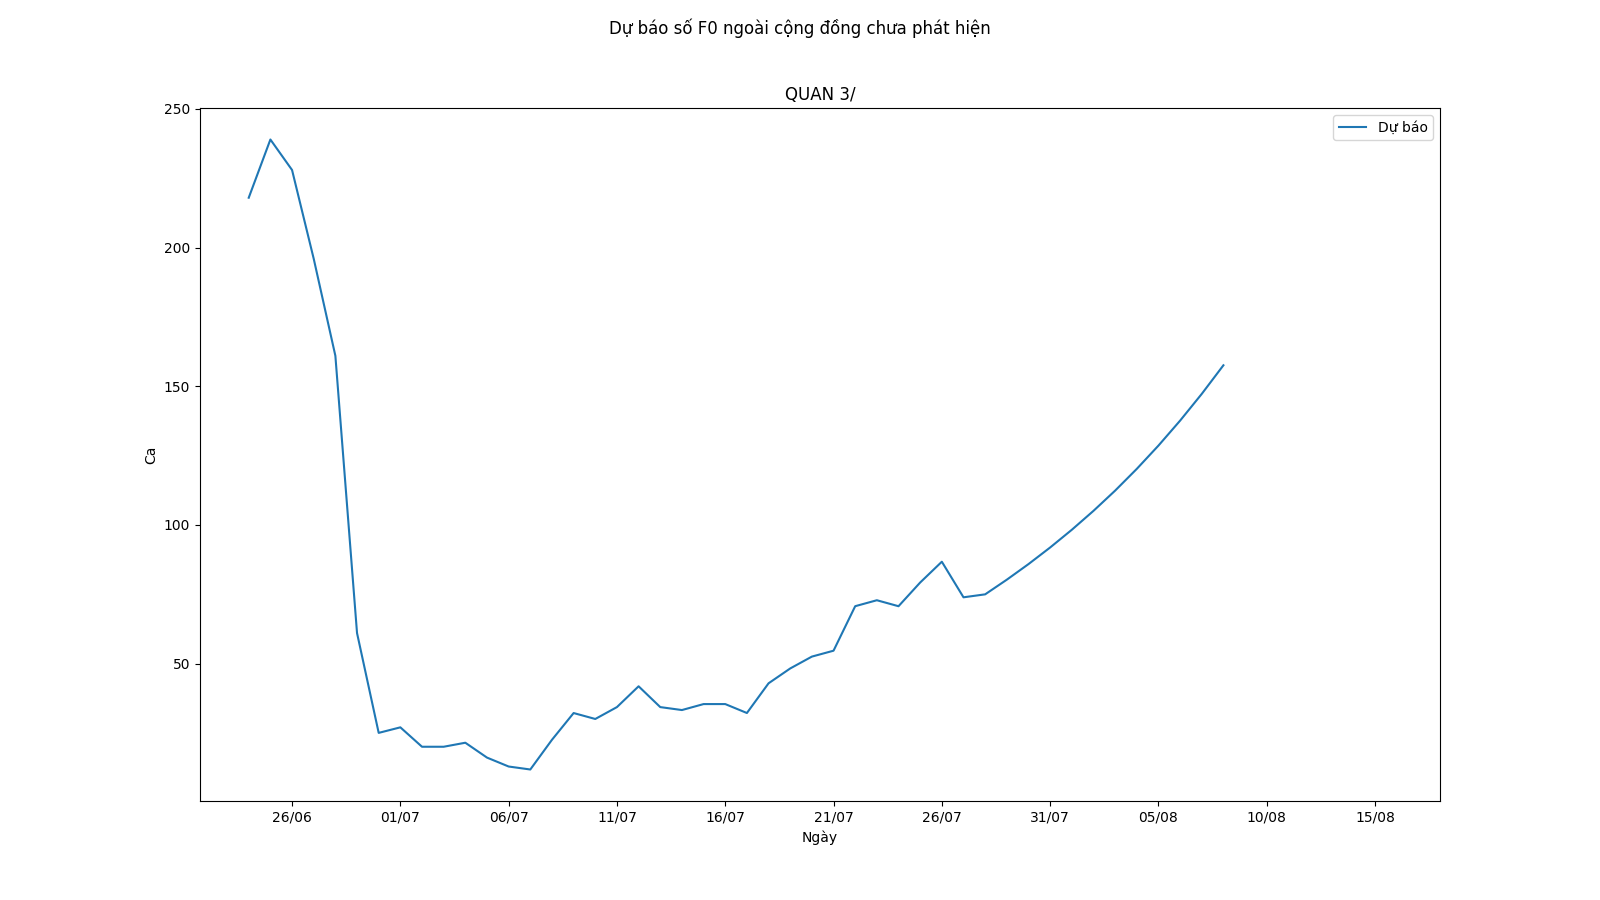 Dự báo số F0 ngoài cộng đồng chưa phát hiện
QUAN 3/
Dự báo
250
200
150
100
50
Ca
26/06 01/07 06/07 11/07 16/07 21/07 26/07 31/07 05/08 10/08 15/08
Ngày